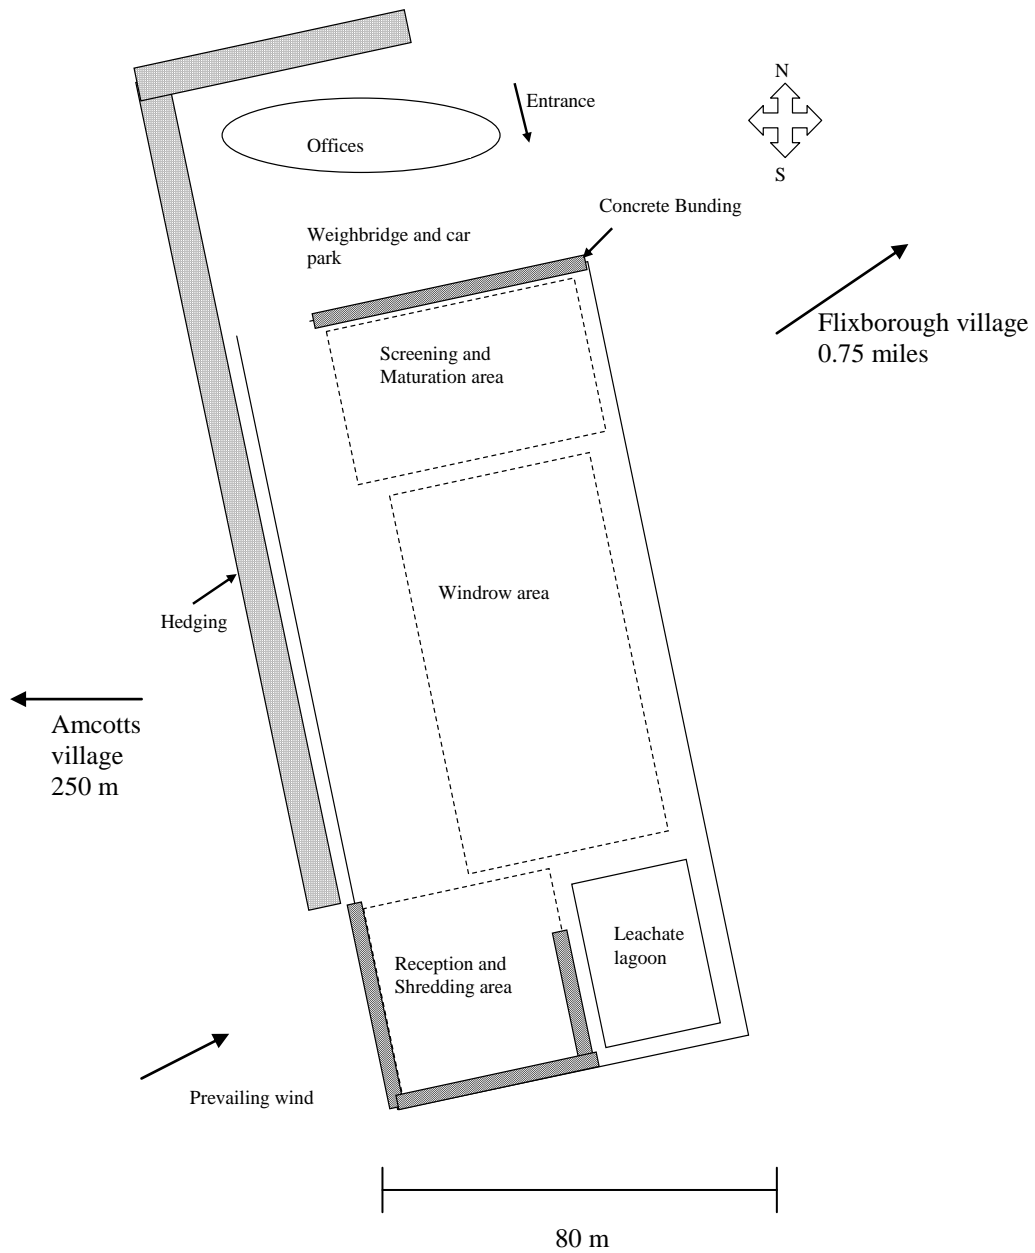 N
Entrance
Offices
S
Concrete Bunding
Weighbridge and car
park
Flixborough village
0.75 miles
Screening and
Maturation area
Windrow area
Hedging
Amcotts
village
250 m
Leachate
lagoon
Reception and
Shredding area
Prevailing wind
80 m